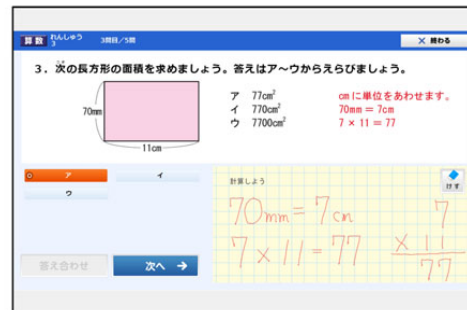 算数 れんしゅう3 3問目／5問 × 終わる
3．次の長方形の面積を求めましょう。答えはア〜ウからえらびましょう。
70mm
11cm
ア 77cm²
イ 770cm²
ウ 7700cm²
cmに単位をあわせます。
70mm = 7cm
7 × 11 = 77
ア イ
ウ
答え合わせ 次へ →
計算しよう
けす
70mm = 7cm
7 × 11 = 77
7
× 11
77